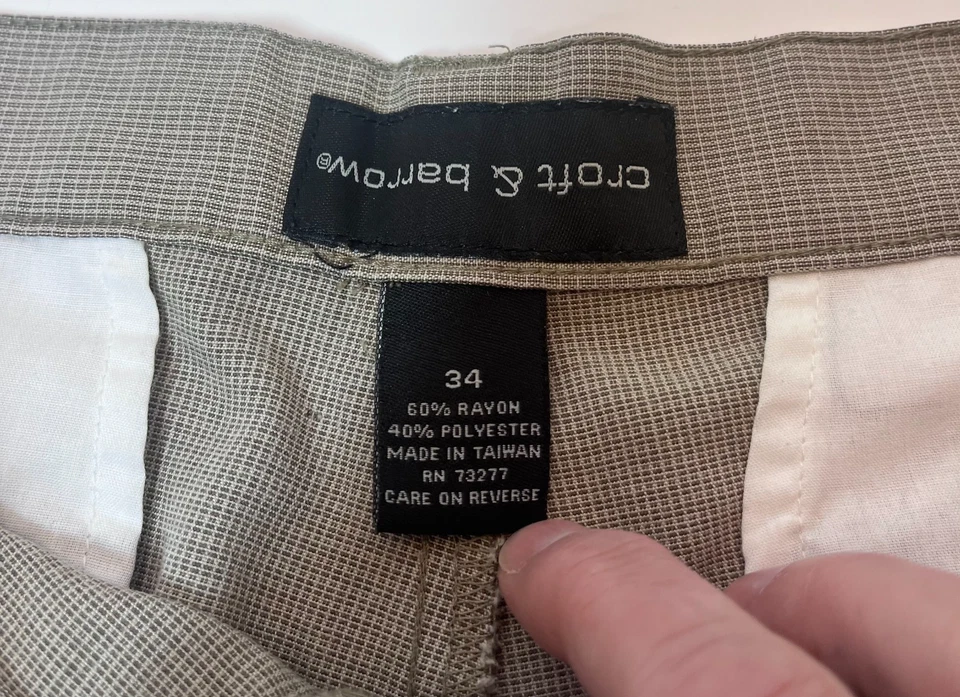 croft & barrow®
34
60% RAYON
40% POLYESTER
MADE IN TAIWAN
RN 73277
CARE ON REVERSE